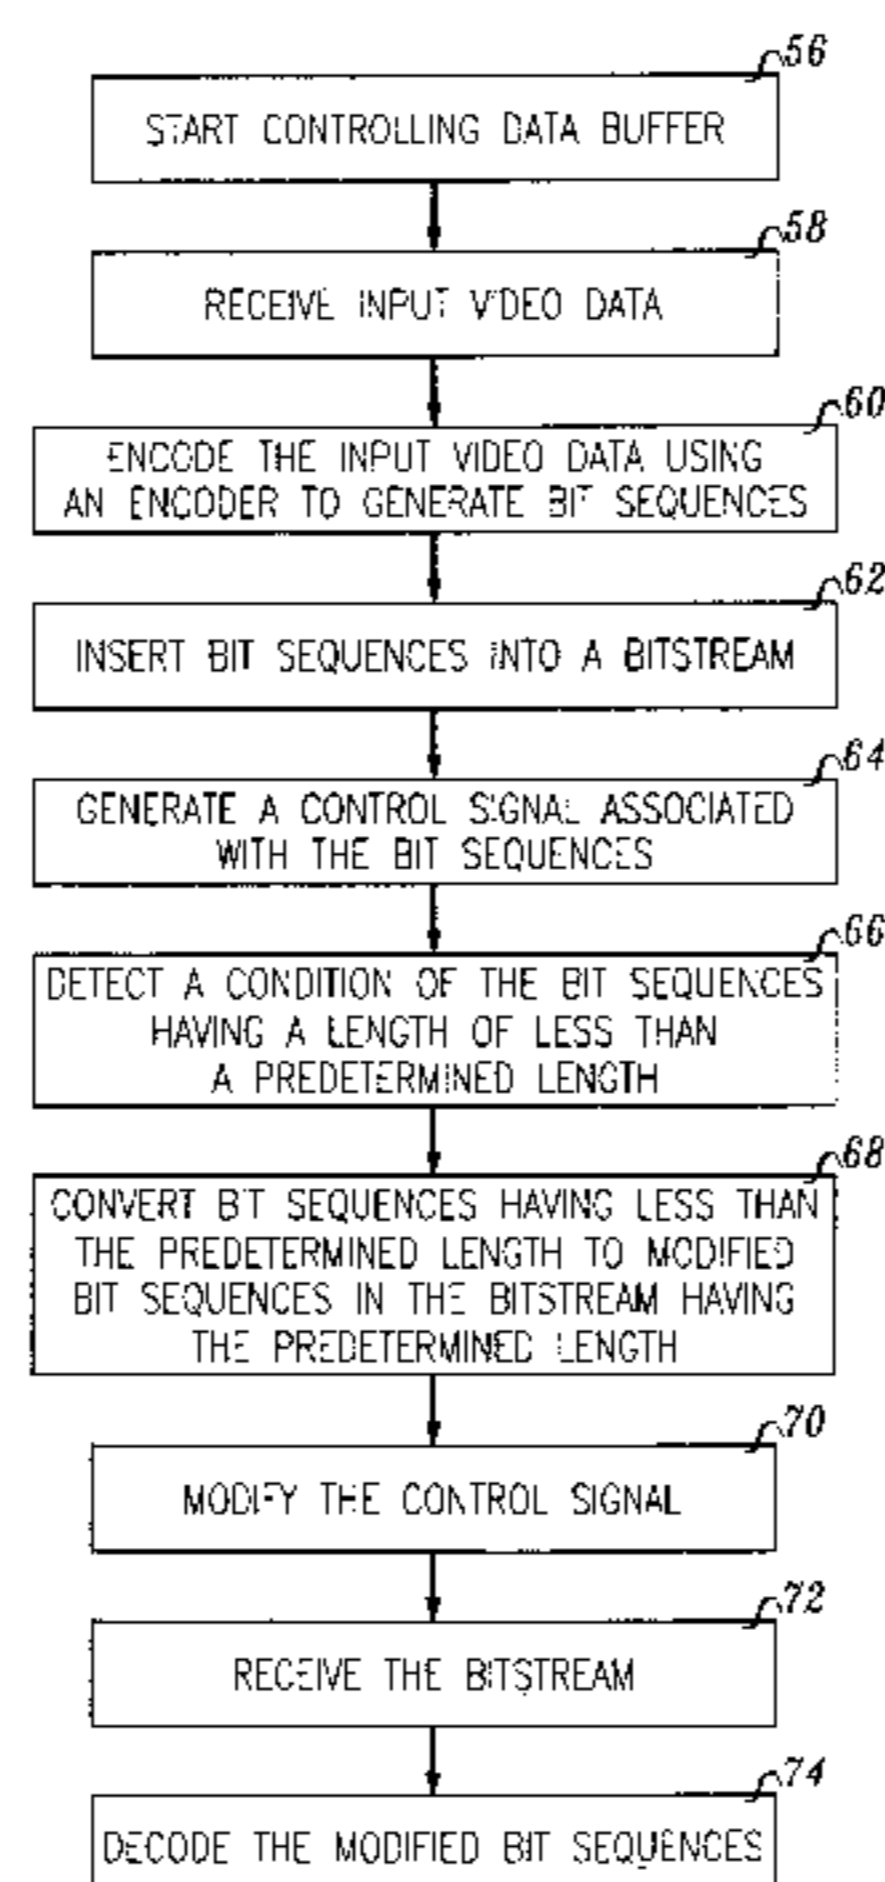 56
START CONTROLLING DATA BUFFER
58
RECEIVE INPUT VIDEO DATA
60
ENCODE THE INPUT VIDEO DATA USING
AN ENCODER TO GENERATE BIT SEQUENCES
62
INSERT BIT SEQUENCES INTO A BITSTREAM
64
GENERATE A CONTROL SIGNAL ASSOCIATED
WITH THE BIT SEQUENCES
66
DETECT A CONDITION OF THE BIT SEQUENCES
HAVING A LENGTH OF LESS THAN
A PREDETERMINED LENGTH
68
CONVERT BIT SEQUENCES HAVING LESS THAN
THE PREDETERMINED LENGTH TO MODIFIED
BIT SEQUENCES IN THE BITSTREAM HAVING
THE PREDETERMINED LENGTH
70
MODIFY THE CONTROL SIGNAL
72
RECEIVE THE BITSTREAM
74
DECODE THE MODIFIED BIT SEQUENCES